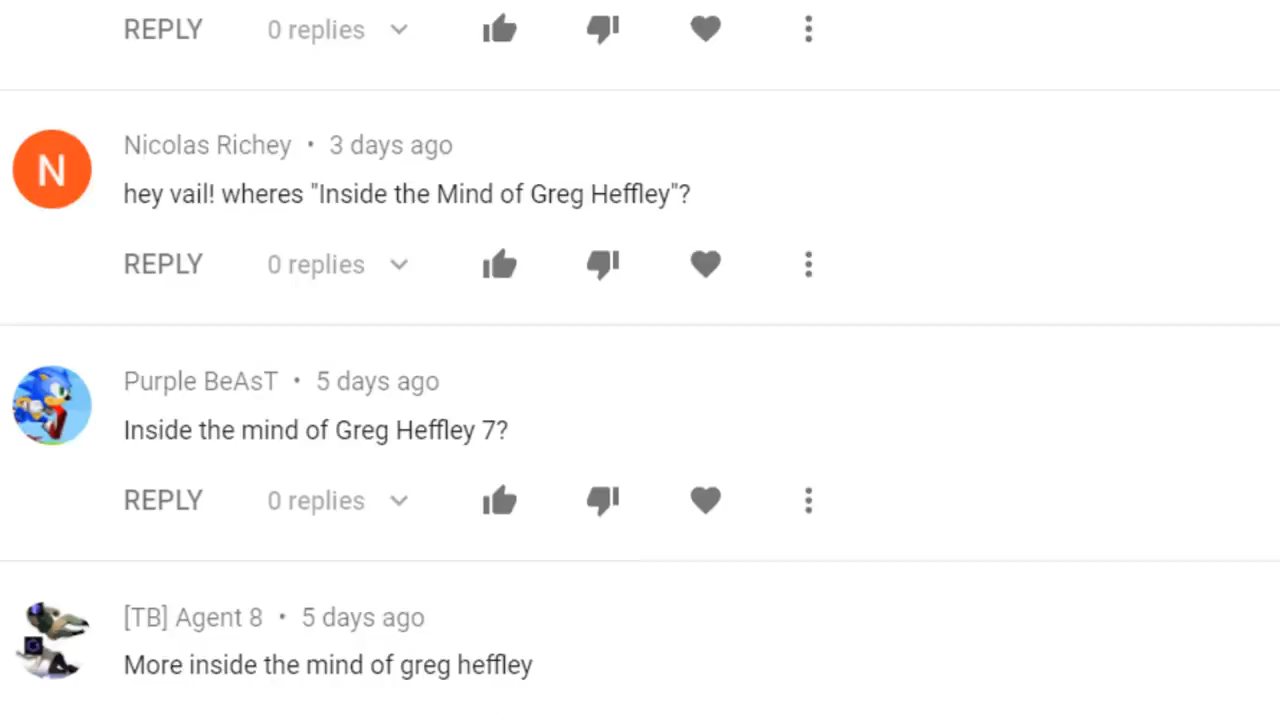 REPLY 0 replies
N
Nicolas Richey • 3 days ago
hey vail! wheres "Inside the Mind of Greg Heffley"?
REPLY 0 replies
Purple BeAsT • 5 days ago
Inside the mind of Greg Heffley 7?
REPLY 0 replies
[TB] Agent 8 • 5 days ago
More inside the mind of greg heffley